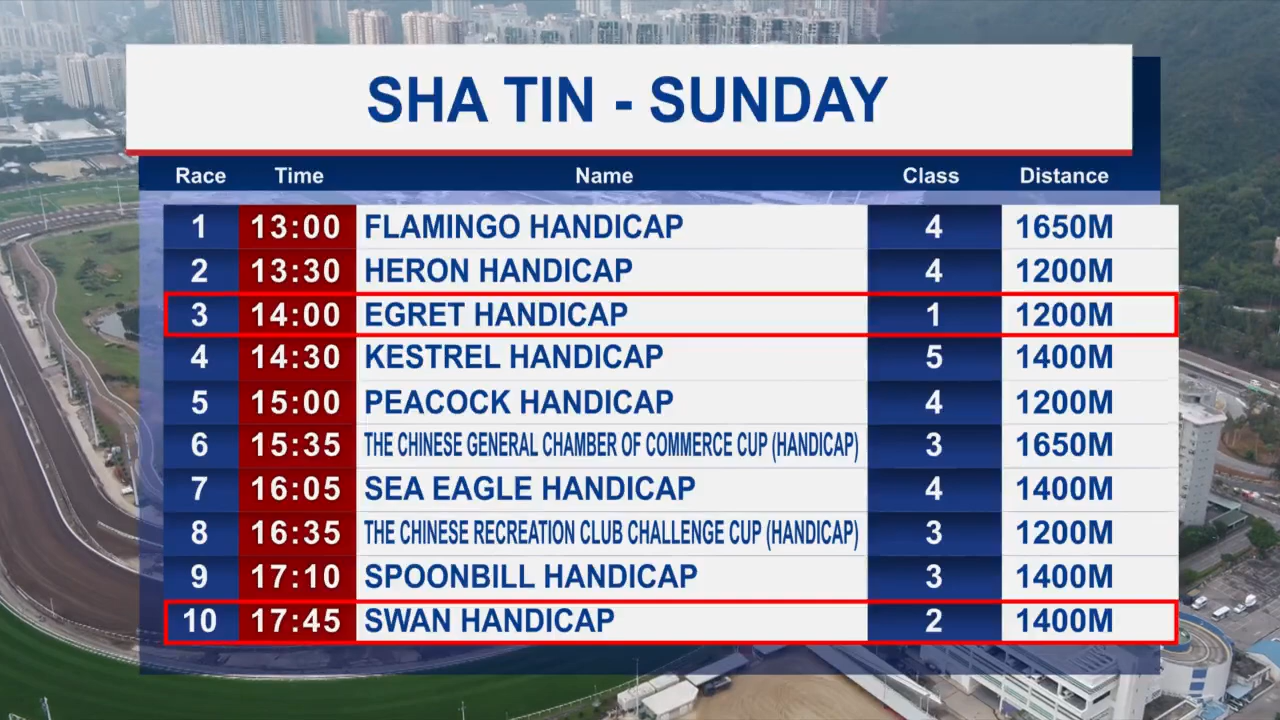 SHA TIN - SUNDAY
Race Time Name Class Distance
1 13:00 FLAMINGO HANDICAP 4 1650M
2 13:30 HERON HANDICAP 4 1200M
3 14:00 EGRET HANDICAP 1 1200M
4 14:30 KESTREL HANDICAP 5 1400M
5 15:00 PEACOCK HANDICAP 4 1200M
6 15:35 THE CHINESE GENERAL CHAMBER OF COMMERCE CUP (HANDICAP) 3 1650M
7 16:05 SEA EAGLE HANDICAP 4 1400M
8 16:35 THE CHINESE RECREATION CLUB CHALLENGE CUP (HANDICAP) 3 1200M
9 17:10 SPOONBILL HANDICAP 3 1400M
10 17:45 SWAN HANDICAP 2 1400M